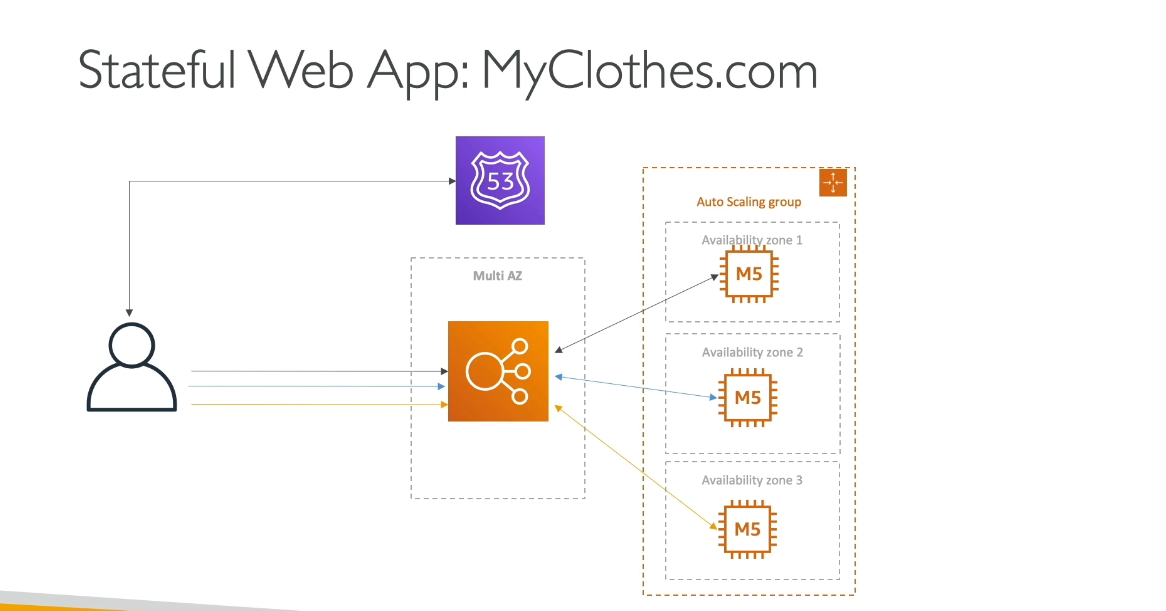 Stateful Web App: MyClothes.com
53
Auto Scaling group
Availability zone 1
M5
Multi AZ
Availability zone 2
M5
Availability zone 3
M5